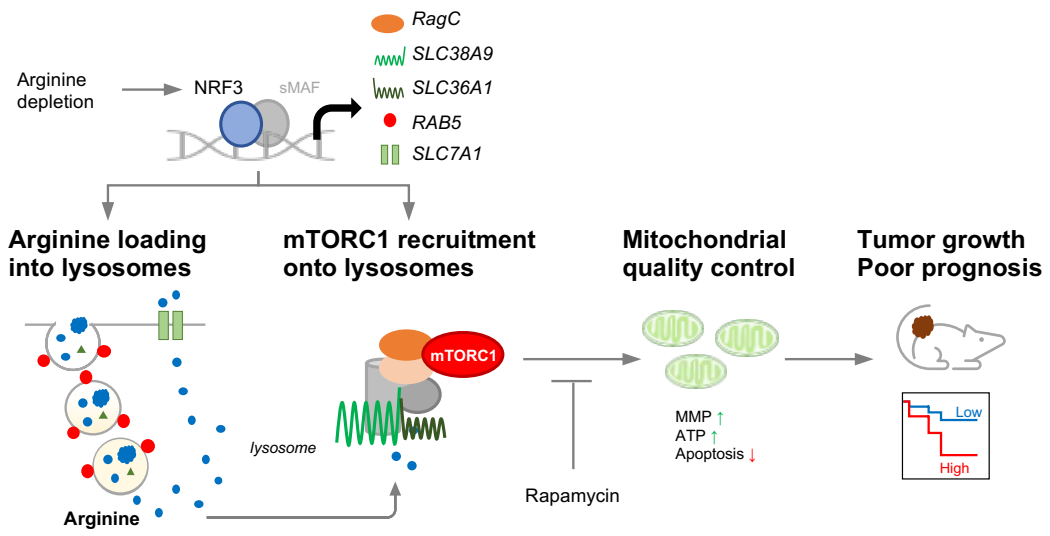 RagC
SLC38A9
Arginine
depletion
NRF3
sMAF
SLC36A1
RAB5
SLC7A1
Arginine loading
into lysosomes
mTORC1 recruitment
onto lysosomes
Mitochondrial
quality control
Tumor growth
Poor prognosis
mTORC1
lysosome
MMP ↑
ATP ↑
Apoptosis ↓
Low
High
Rapamycin
Arginine